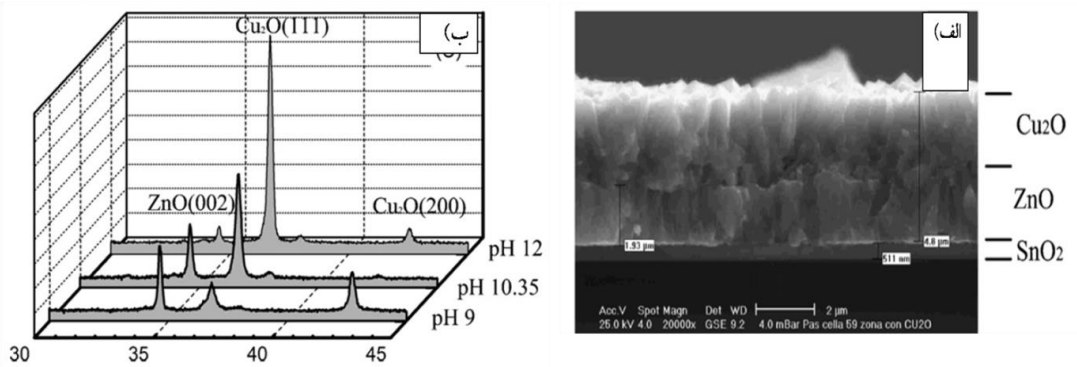 ب)
Cu₂O(111)
ZnO(002)
Cu₂O(200)
pH 12
pH 10.35
pH 9
30 35 40 45
الف)
Cu₂O
ZnO
SnO₂
1.93 µm
4.8 µm
511 nm
Acc.V Spot Magn Det WD 2 µm
25.0 kV 4.0 20000x GSE 9.2 4.0 mBar Pas cella 59 zona con CU2O